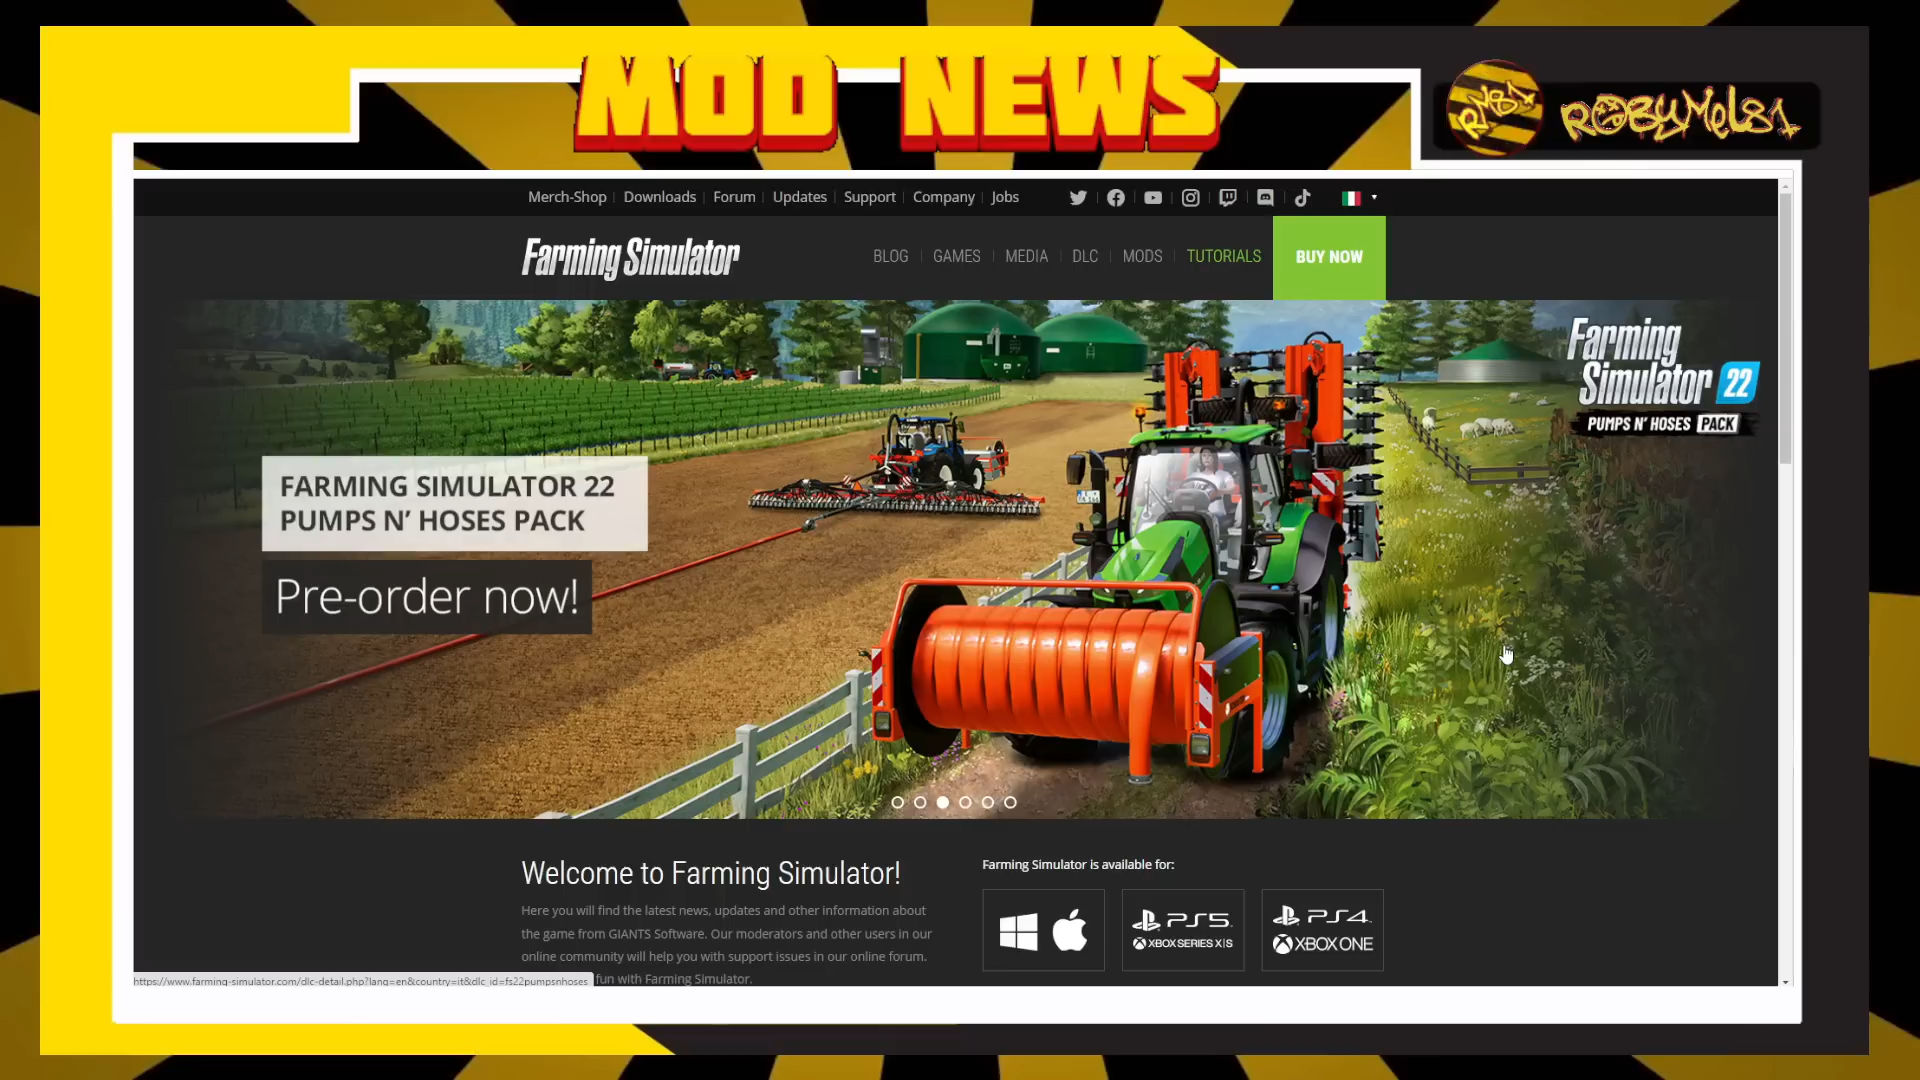 MOD NEWS
RMS1
RobyMel81
Merch-Shop Downloads Forum Updates Support Company Jobs
Farming Simulator
BLOG GAMES MEDIA DLC MODS TUTORIALS BUY NOW
Farming
Simulator 22
PUMPS N' HOSES PACK
FARMING SIMULATOR 22
PUMPS N' HOSES PACK
Pre-order now!
Welcome to Farming Simulator!
Here you will find the latest news, updates and other information about
the game from GIANTS Software. Our moderators and other users in our
online community will help you with support issues in our online forum.
fun with Farming Simulator.
Farming Simulator is available for:
PS5
XBOX SERIES X|S
PS4
XBOX ONE
https://www.farming-simulator.com/dlc-detail.php?lang=en&country=it&dlc_id=fs22pumpsnhoses